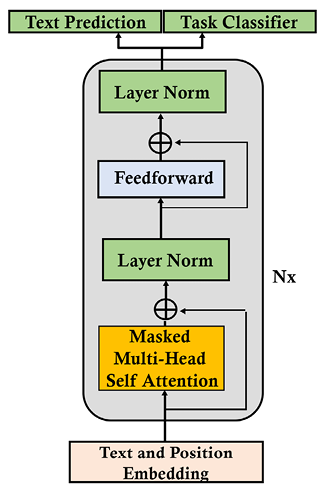 Text Prediction Task Classifier
Layer Norm
Feedforward
Layer Norm
Nx
Masked
Multi-Head
Self Attention
Text and Position
Embedding